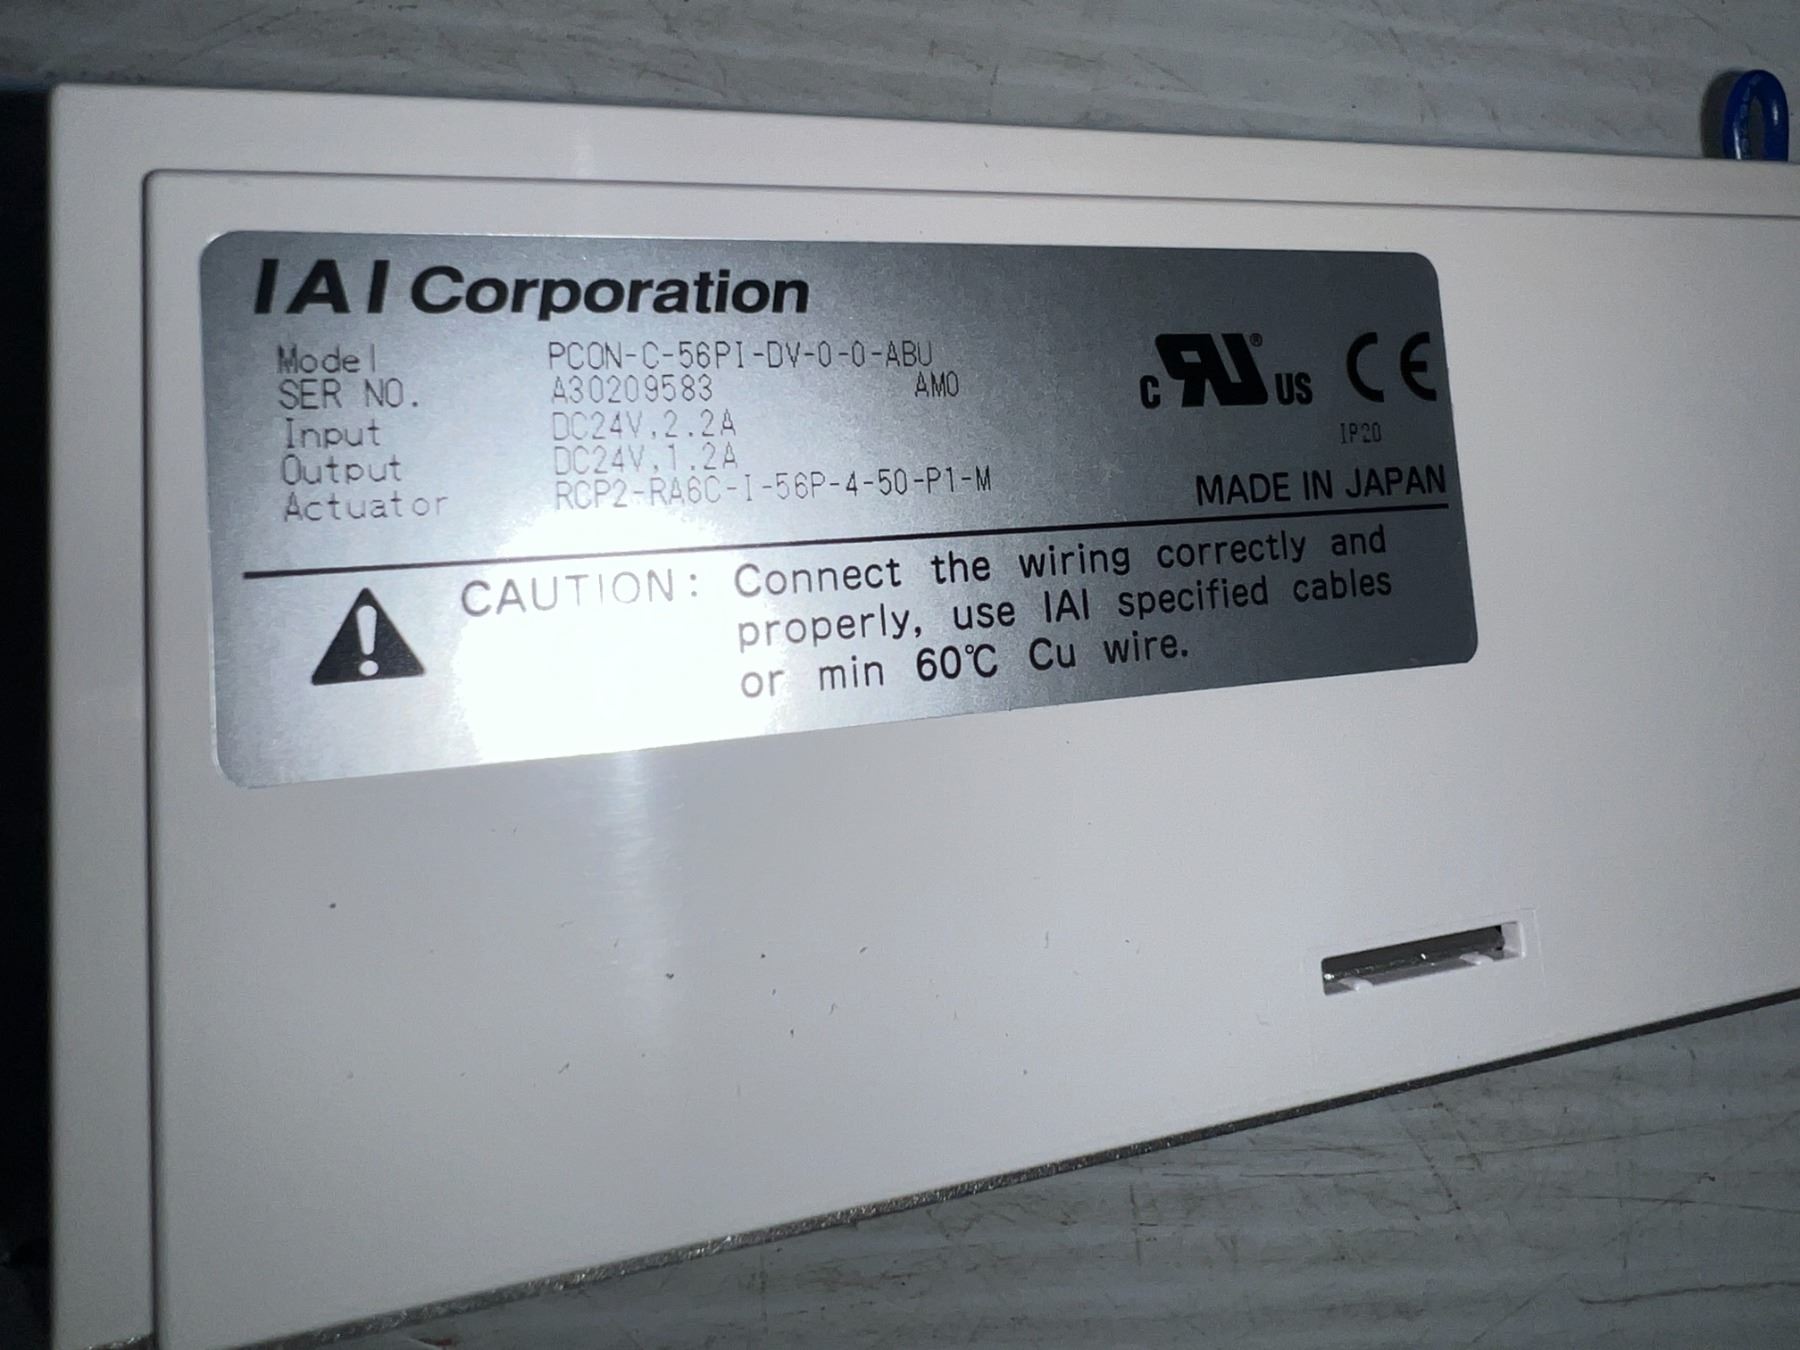 IAI Corporation
Model PCON-C-56PI-DV-0-0-ABU
SER NO. A30209583 AM0
Input DC24V,2.2A
Output DC24V,1.2A
Actuator RCP2-RA6C-I-56P-4-50-P1-M
C RU ® US CE
IP20
MADE IN JAPAN
CAUTION: Connect the wiring correctly and
properly, use IAI specified cables
or min 60℃ Cu wire.